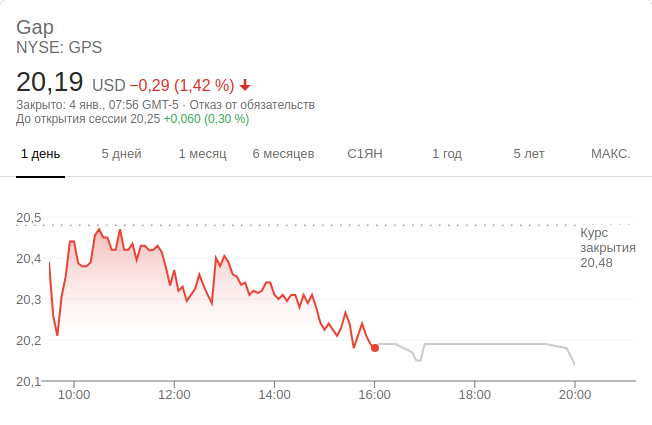 Gap
NYSE: GPS
20,19 USD −0,29 (1,42 %)
Закрыто: 4 янв., 07:56 GMT-5 · Отказ от обязательств
До открытия сессии 20,25 +0,060 (0,30 %)
1 день 5 дней 1 месяц 6 месяцев С1ЯН 1 год 5 лет МАКС.
20,5
Курс
закрытия
20,48
20,4
20,3
20,2
20,1
10:00 12:00 14:00 16:00 18:00 20:00